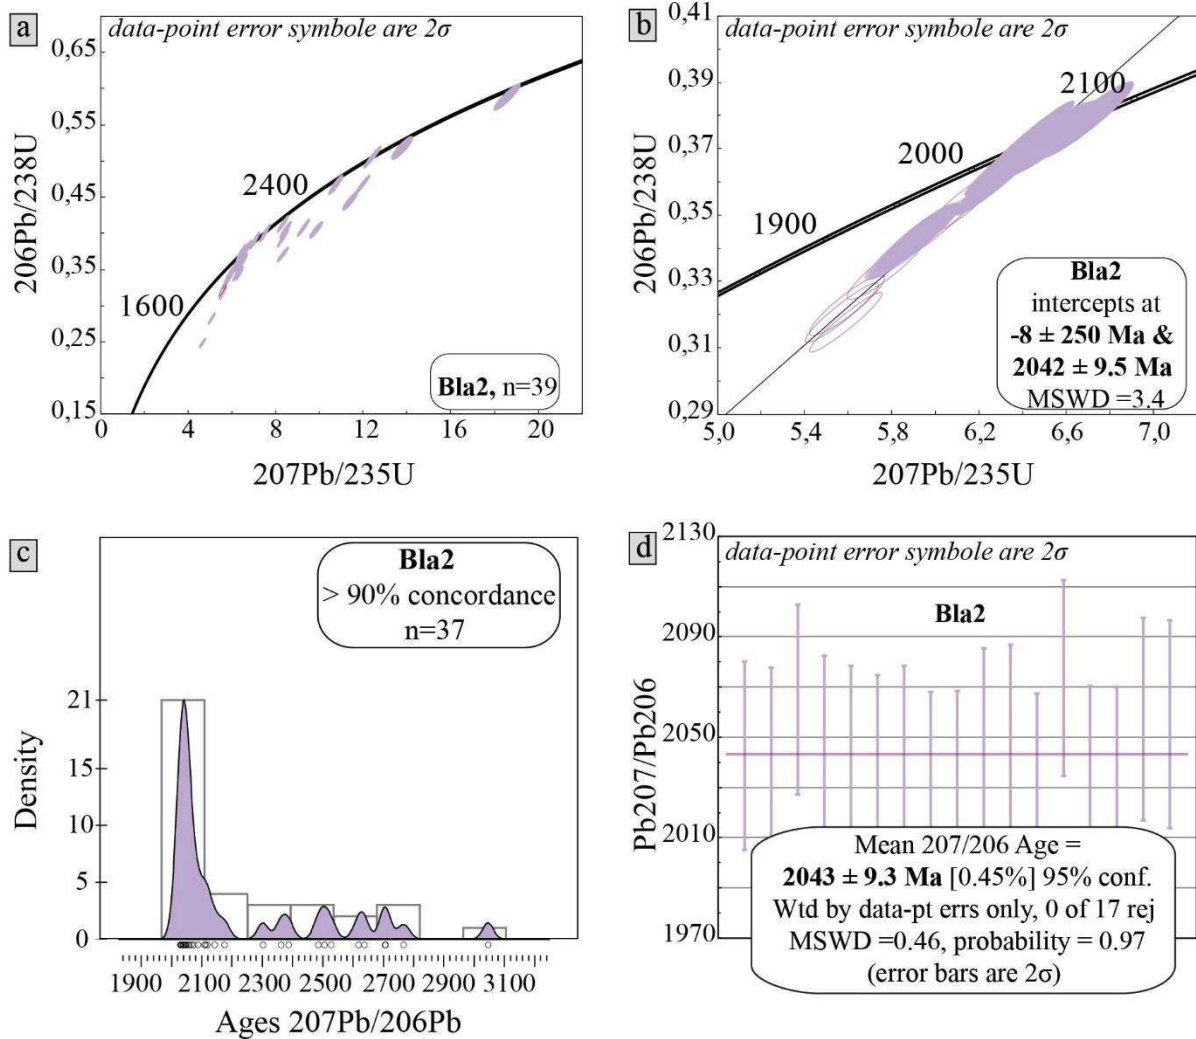 a
data-point error symbole are 2σ
0,65
0,55
0,45
0,35
0,25
0,15
206Pb/238U
2400
1600
Bla2, n=39
0
4
8
12
16
20
207Pb/235U
b
data-point error symbole are 2σ
0,41
0,39
0,37
0,35
0,33
0,31
0,29
206Pb/238U
2100
2000
1900
Bla2
intercepts at
-8 ± 250 Ma &
2042 ± 9.5 Ma
MSWD =3.4
5,0
5,4
5,8
6,2
6,6
7,0
207Pb/235U
c
Bla2
> 90% concordance
n=37
21
15
10
5
0
Density
1900
2100
2300
2500
2700
2900
3100
Ages 207Pb/206Pb
d
data-point error symbole are 2σ
2130
2090
2050
2010
1970
Pb207/Pb206
Bla2
Mean 207/206 Age =
2043 ± 9.3 Ma [0.45%] 95% conf.
Wtd by data-pt errs only, 0 of 17 rej
MSWD =0.46, probability = 0.97
(error bars are 2σ)